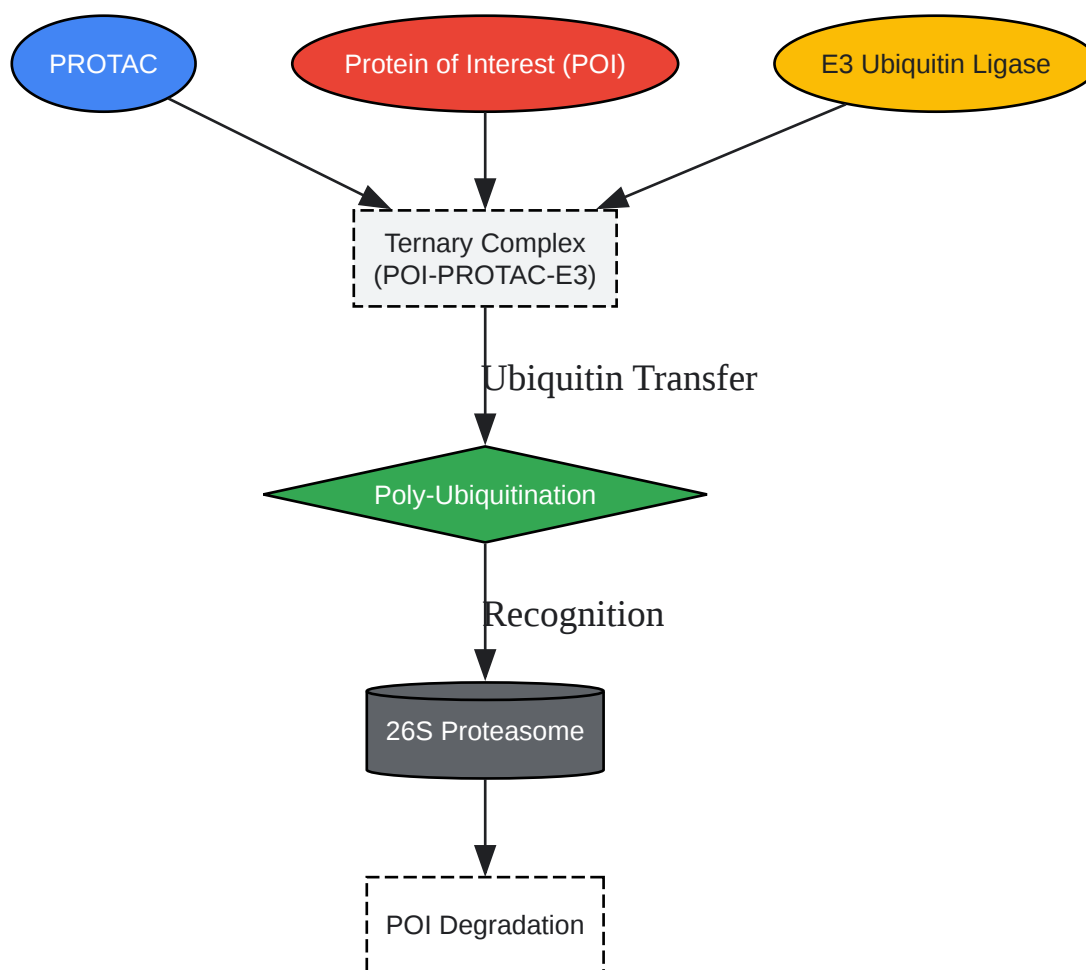 PROTAC
Protein of Interest (POI)
E3 Ubiquitin Ligase
Ternary Complex
(POI-PROTAC-E3)
Ubiquitin Transfer
Poly-Ubiquitination
Recognition
26S Proteasome
POI Degradation